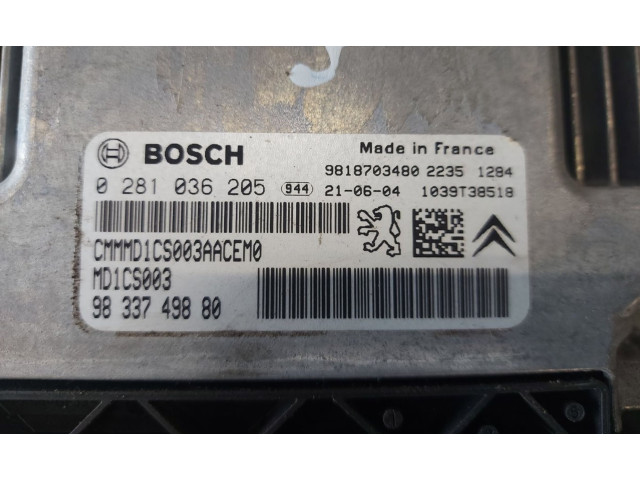 BOSCH Made in France
9818703480 2235 1284
0 281 036 205 944 21-06-04 1039T38518
CMMMD1CS003AACEM0
MD1CS003
98 337 498 80